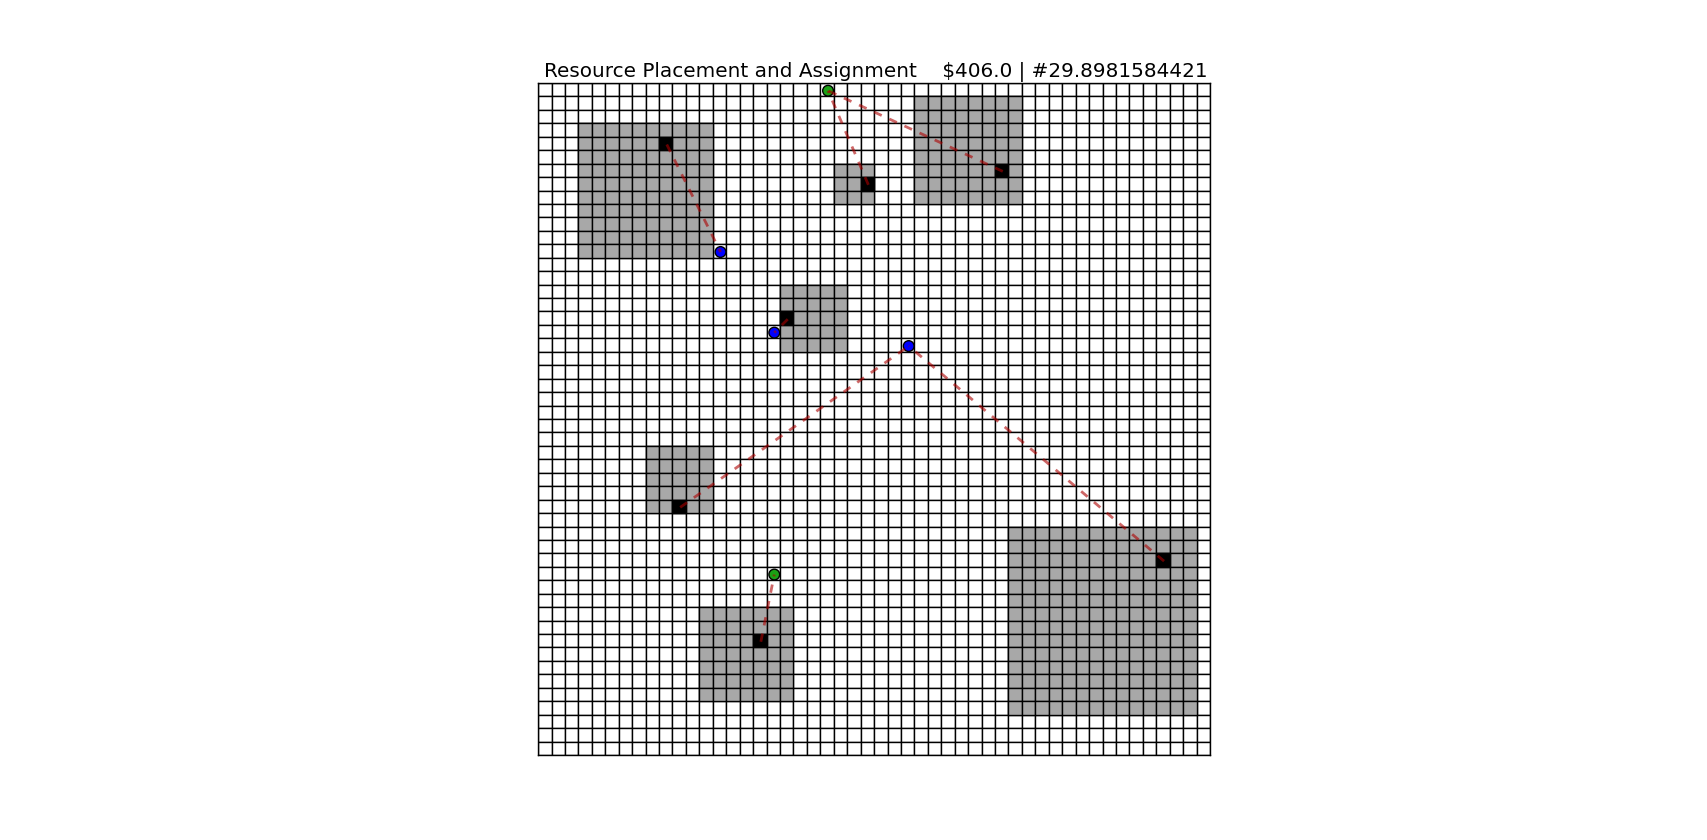 Resource Placement and Assignment    $406.0 | #29.8981584421